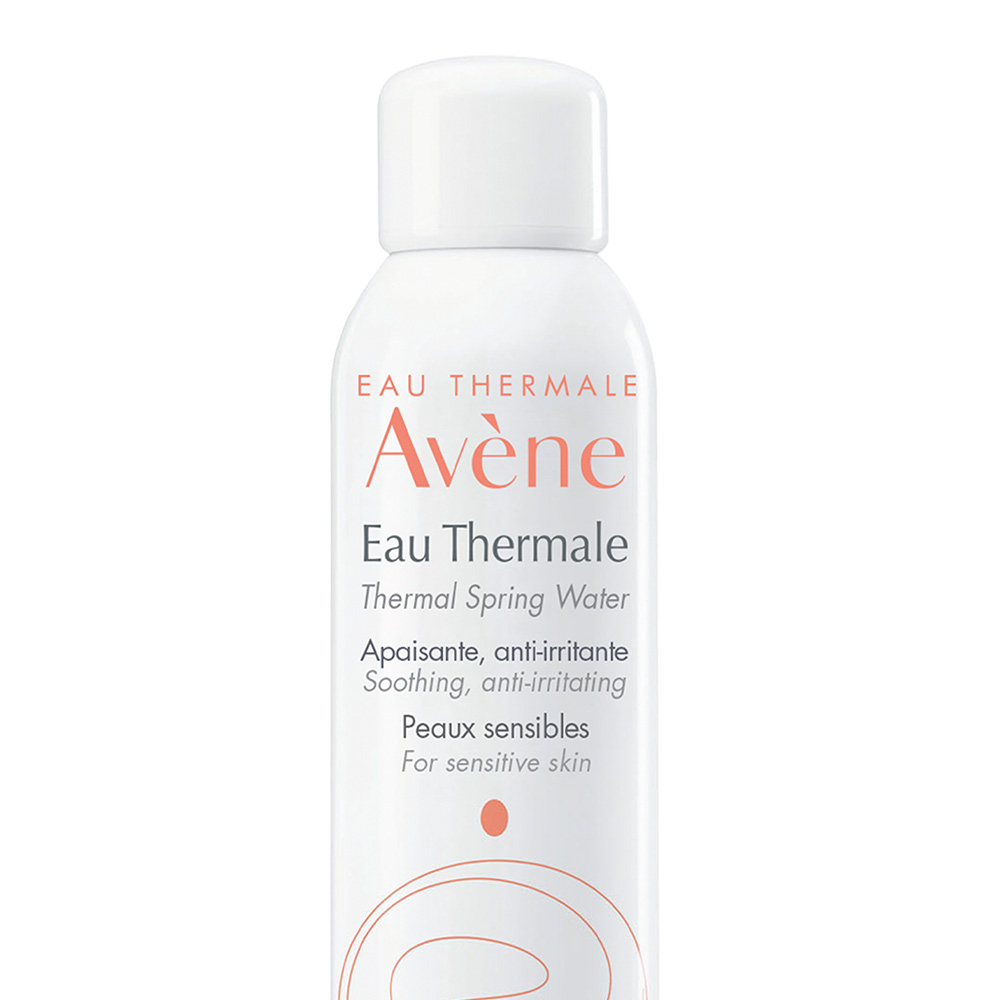 EAU THERMALE
Avène
Eau Thermale
Thermal Spring Water
Apaisante, anti-irritante
Soothing, anti-irritating
Peaux sensibles
For sensitive skin